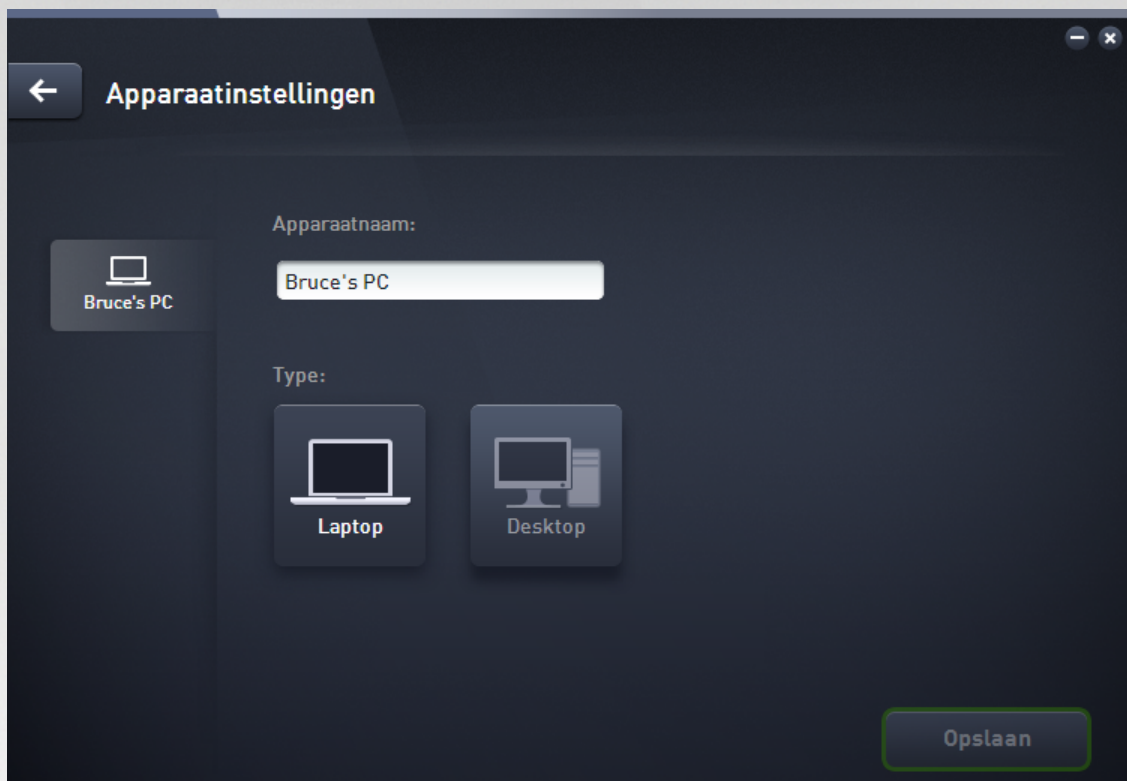 Apparaatinstellingen
Bruce's PC
Apparaatnaam:
Bruce's PC
Type:
Laptop
Desktop
Opslaan